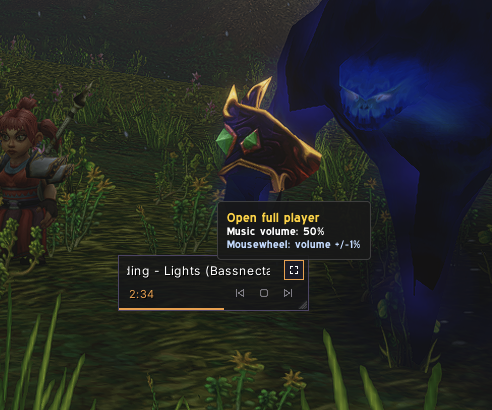 Open full player
Music volume: 50%
Mousewheel: volume +/-1%
ding - Lights (Bassnecta
2:34